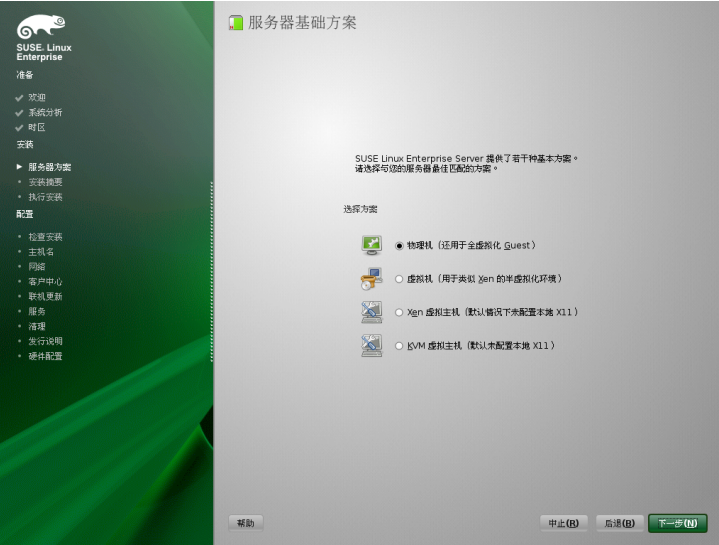 SUSE. Linux
Enterprise
准备
欢迎
系统分析
时区
安装
服务器方案
安装摘要
执行安装
配置
检查安装
主机名
网络
客户中心
联机更新
服务
清理
发行说明
硬件配置
服务器基础方案
SUSE Linux Enterprise Server 提供了若干种基本方案。
请选择与您的服务器最佳匹配的方案。
选择方案
物理机（还用于全虚拟化 Guest）
虚拟机（用于类似 Xen 的半虚拟化环境）
Xen 虚拟主机（默认情况下未配置本地 X11）
KVM 虚拟主机（默认未配置本地 X11）
帮助
中止(R)
后退(B)
下一步(N)